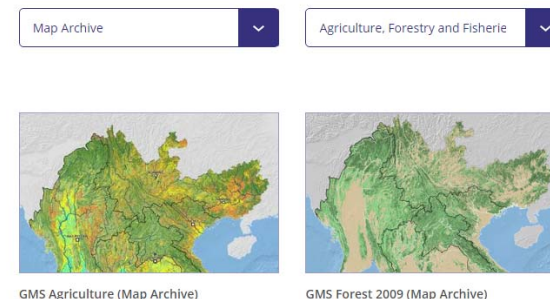 Map Archive
Agriculture, Forestry and Fisherie
GMS Agriculture (Map Archive)
GMS Forest 2009 (Map Archive)